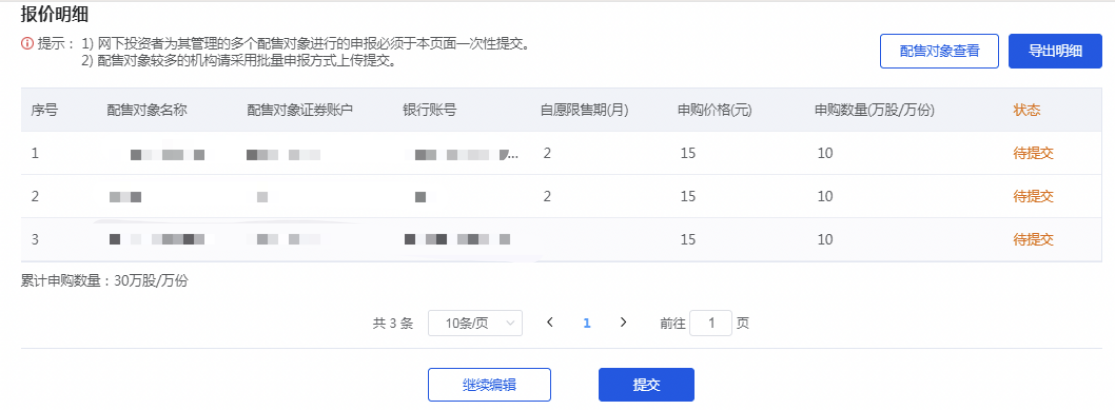 报价明细
提示： 1) 网下投资者为其管理的多个配售对象进行的申报必须于本页面一次性提交。
2) 配售对象较多的机构请采用批量申报方式上传提交。
配售对象查看 导出明细
序号 配售对象名称 配售对象证券账户 银行账号 自愿限售期(月) 申购价格(元) 申购数量(万股/万份) 状态
1 ... 2 15 10 待提交
2 2 15 10 待提交
3 15 10 待提交
累计申购数量：30万股/万份
共 3 条 10条/页 1 前往 1 页
继续编辑 提交